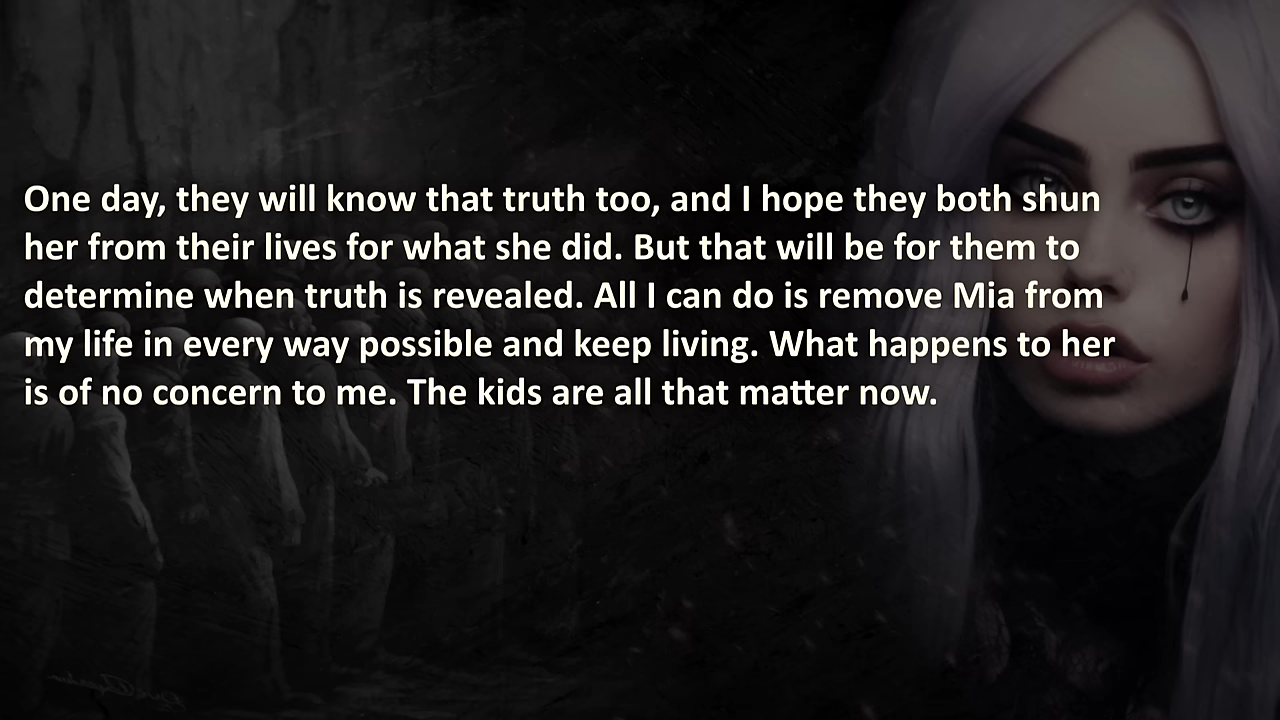 One day, they will know that truth too, and I hope they both shun
her from their lives for what she did. But that will be for them to
determine when truth is revealed. All I can do is remove Mia from
my life in every way possible and keep living. What happens to her
is of no concern to me. The kids are all that matter now.